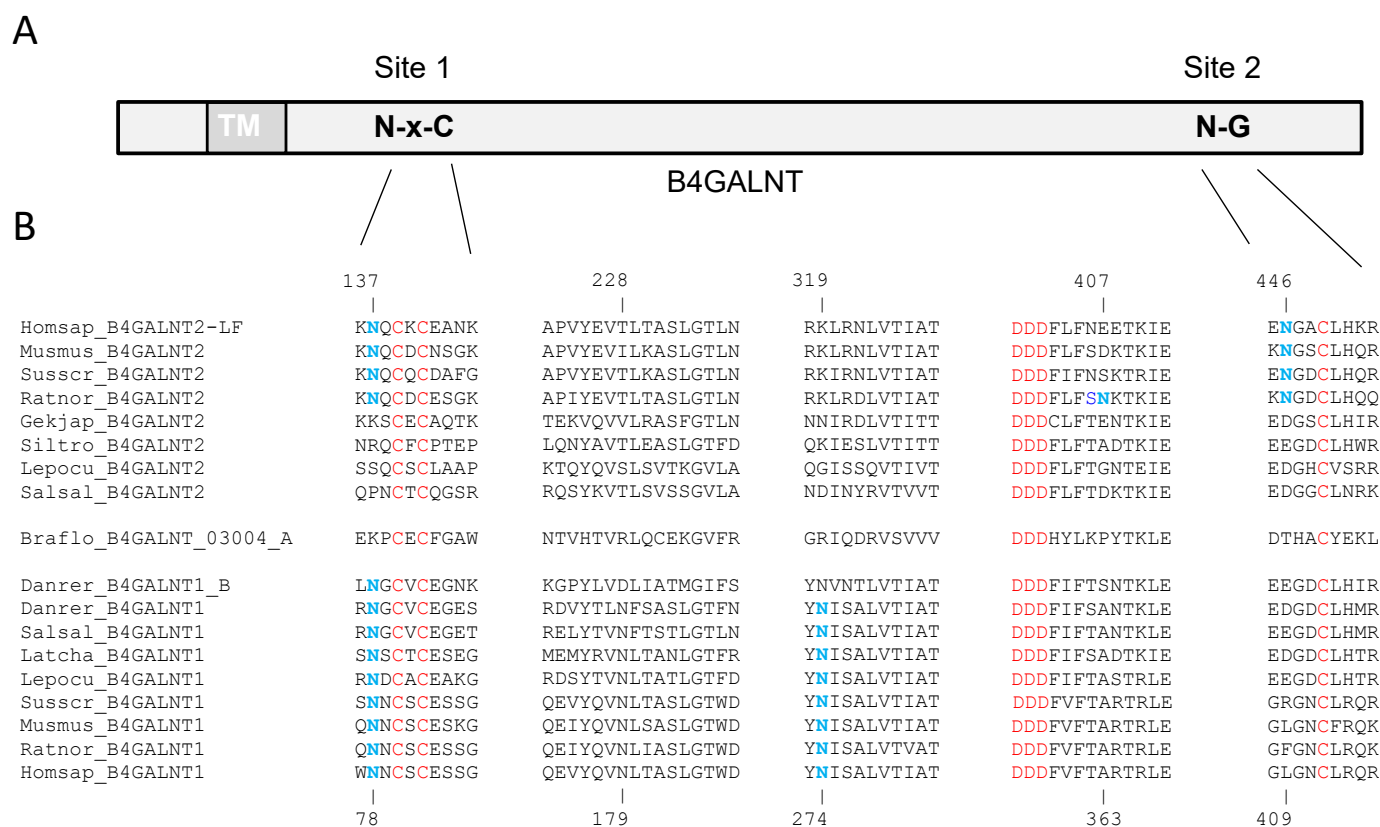 A
Site 1 Site 2
TM N-x-C N-G
B4GALNT
B
137 228 319 407 446
Homsap_B4GALNT2-LF KNQCKCEANK APVYEVTLTASLGTLN RKLRNLVTIAT DDDFLFNEETKIE ENGACLHKR
Musmus_B4GALNT2 KNQCDCNSGK APVYEVILKASLGTLN RKLRNLVTIAT DDDFLFSDKTKIE KNGSCLHQR
Susscr_B4GALNT2 KNQCQCDAFG APVYEVTLTASLGTLN RKIRNLVTIAT DDDFIFNSKTRIE ENGDCLHQR
Ratnor_B4GALNT2 KNQCDCESGK APIYEVTLTASLGTLN RKLRDLVTIAT DDDFLFSNKTKIE KNGDCLHQQ
Gekjap_B4GALNT2 KKSCECAQTK TEKVQVVLRASFGTLN NNIRDLVTITT DDDCLFTENTKIE EDGSCLHIR
Siltro_B4GALNT2 NRQCFCPTEP LQNYAVTLEASLGTFD QKIESLVTITT DDDFLFTADTKIE EEGDCLHWR
Lepocu_B4GALNT2 SSQCSCLAAP KTQYQVSLSVTKGVLA QGISSQVTIVT DDDFLFTGNTEIE EDGHCVSRR
Salsal_B4GALNT2 QPNCTCQGSR RQSYKVTLSVSSGVLA NDINYRVTVVT DDDFLFTDKTKIE EDGGCLNRK
Braflo_B4GALNT_03004_A EKPCECFGAW NTVHTVRLQCEKGVFR GRIQDRVSVVV DDDHYLKPYTKLE DTHACYEKL
Danrer_B4GALNT1_B LNGCVCEGNK KGPYLVDLIATMGIFS YNVNTLVTIAT DDDFIFTSNTKLE EEGDCLHIR
Danrer_B4GALNT1 RNGCVCEGES RDVYTLNFSASLGTFN YNISALVTIAT DDDFIFSANTKLE EDGDCLHMR
Salsal_B4GALNT1 RNGCVCEGET RELYTVNFTSTLGTLN YNISALVTIAT DDDFIFTANTKLE EEGDCLHMR
Latcha_B4GALNT1 SNSCTCESEG MEMYRVNLTANLGTFR YNISALVTIAT DDDFIFSADTKIE EDGDCLHTR
Lepocu_B4GALNT1 RNDCACEAKG RDSYTVNLTATLGTFD YNISALVTIAT DDDFIFTASTRLE EEGDCLHTR
Susscr_B4GALNT1 SNNCSCESSG QEVYQVNLTASLGTWD YNISALVTIAT DDDFVFTARTRLE GRGNCLRQR
Musmus_B4GALNT1 QNNCSCESKG QEIYQVNLSASLGTWD YNISALVTIAT DDDFVFTARTRLE GLGNCFRQK
Ratnor_B4GALNT1 QNNCSCESSG QEIYQVNLIASLGTWD YNISALVTVAT DDDFVFTARTRLE GFGNCLRQK
Homsap_B4GALNT1 WNNCSCESSG QEVYQVNLTASLGTWD YNISALVTIAT DDDFVFTARTRLE GLGNCLRQR
78 179 274 363 409